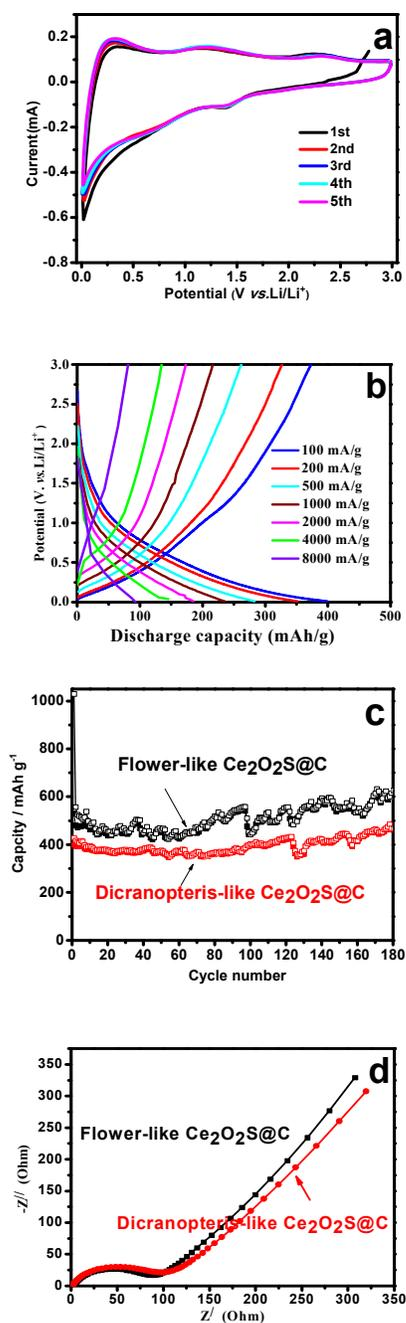 a
0.2
0.0
-0.2
-0.4
-0.6
-0.8
Current(mA)
1st
2nd
3rd
4th
5th
0.0 0.5 1.0 1.5 2.0 2.5 3.0
Potential (V vs.Li/Li+)
b
3.0
2.5
2.0
1.5
1.0
0.5
0.0
Potential (V. vs.Li/Li+)
100 mA/g
200 mA/g
500 mA/g
1000 mA/g
2000 mA/g
4000 mA/g
8000 mA/g
0 100 200 300 400 500
Discharge capacity (mAh/g)
c
1000
800
600
400
200
0
Capcity / mAh g-1
Flower-like Ce2O2S@C
Dicranopteris-like Ce2O2S@C
0 20 40 60 80 100 120 140 160 180
Cycle number
d
350
300
250
200
150
100
50
0
-Z// (Ohm)
Flower-like Ce2O2S@C
Dicranopteris-like Ce2O2S@C
0 50 100 150 200 250 300 350
Z/ (Ohm)